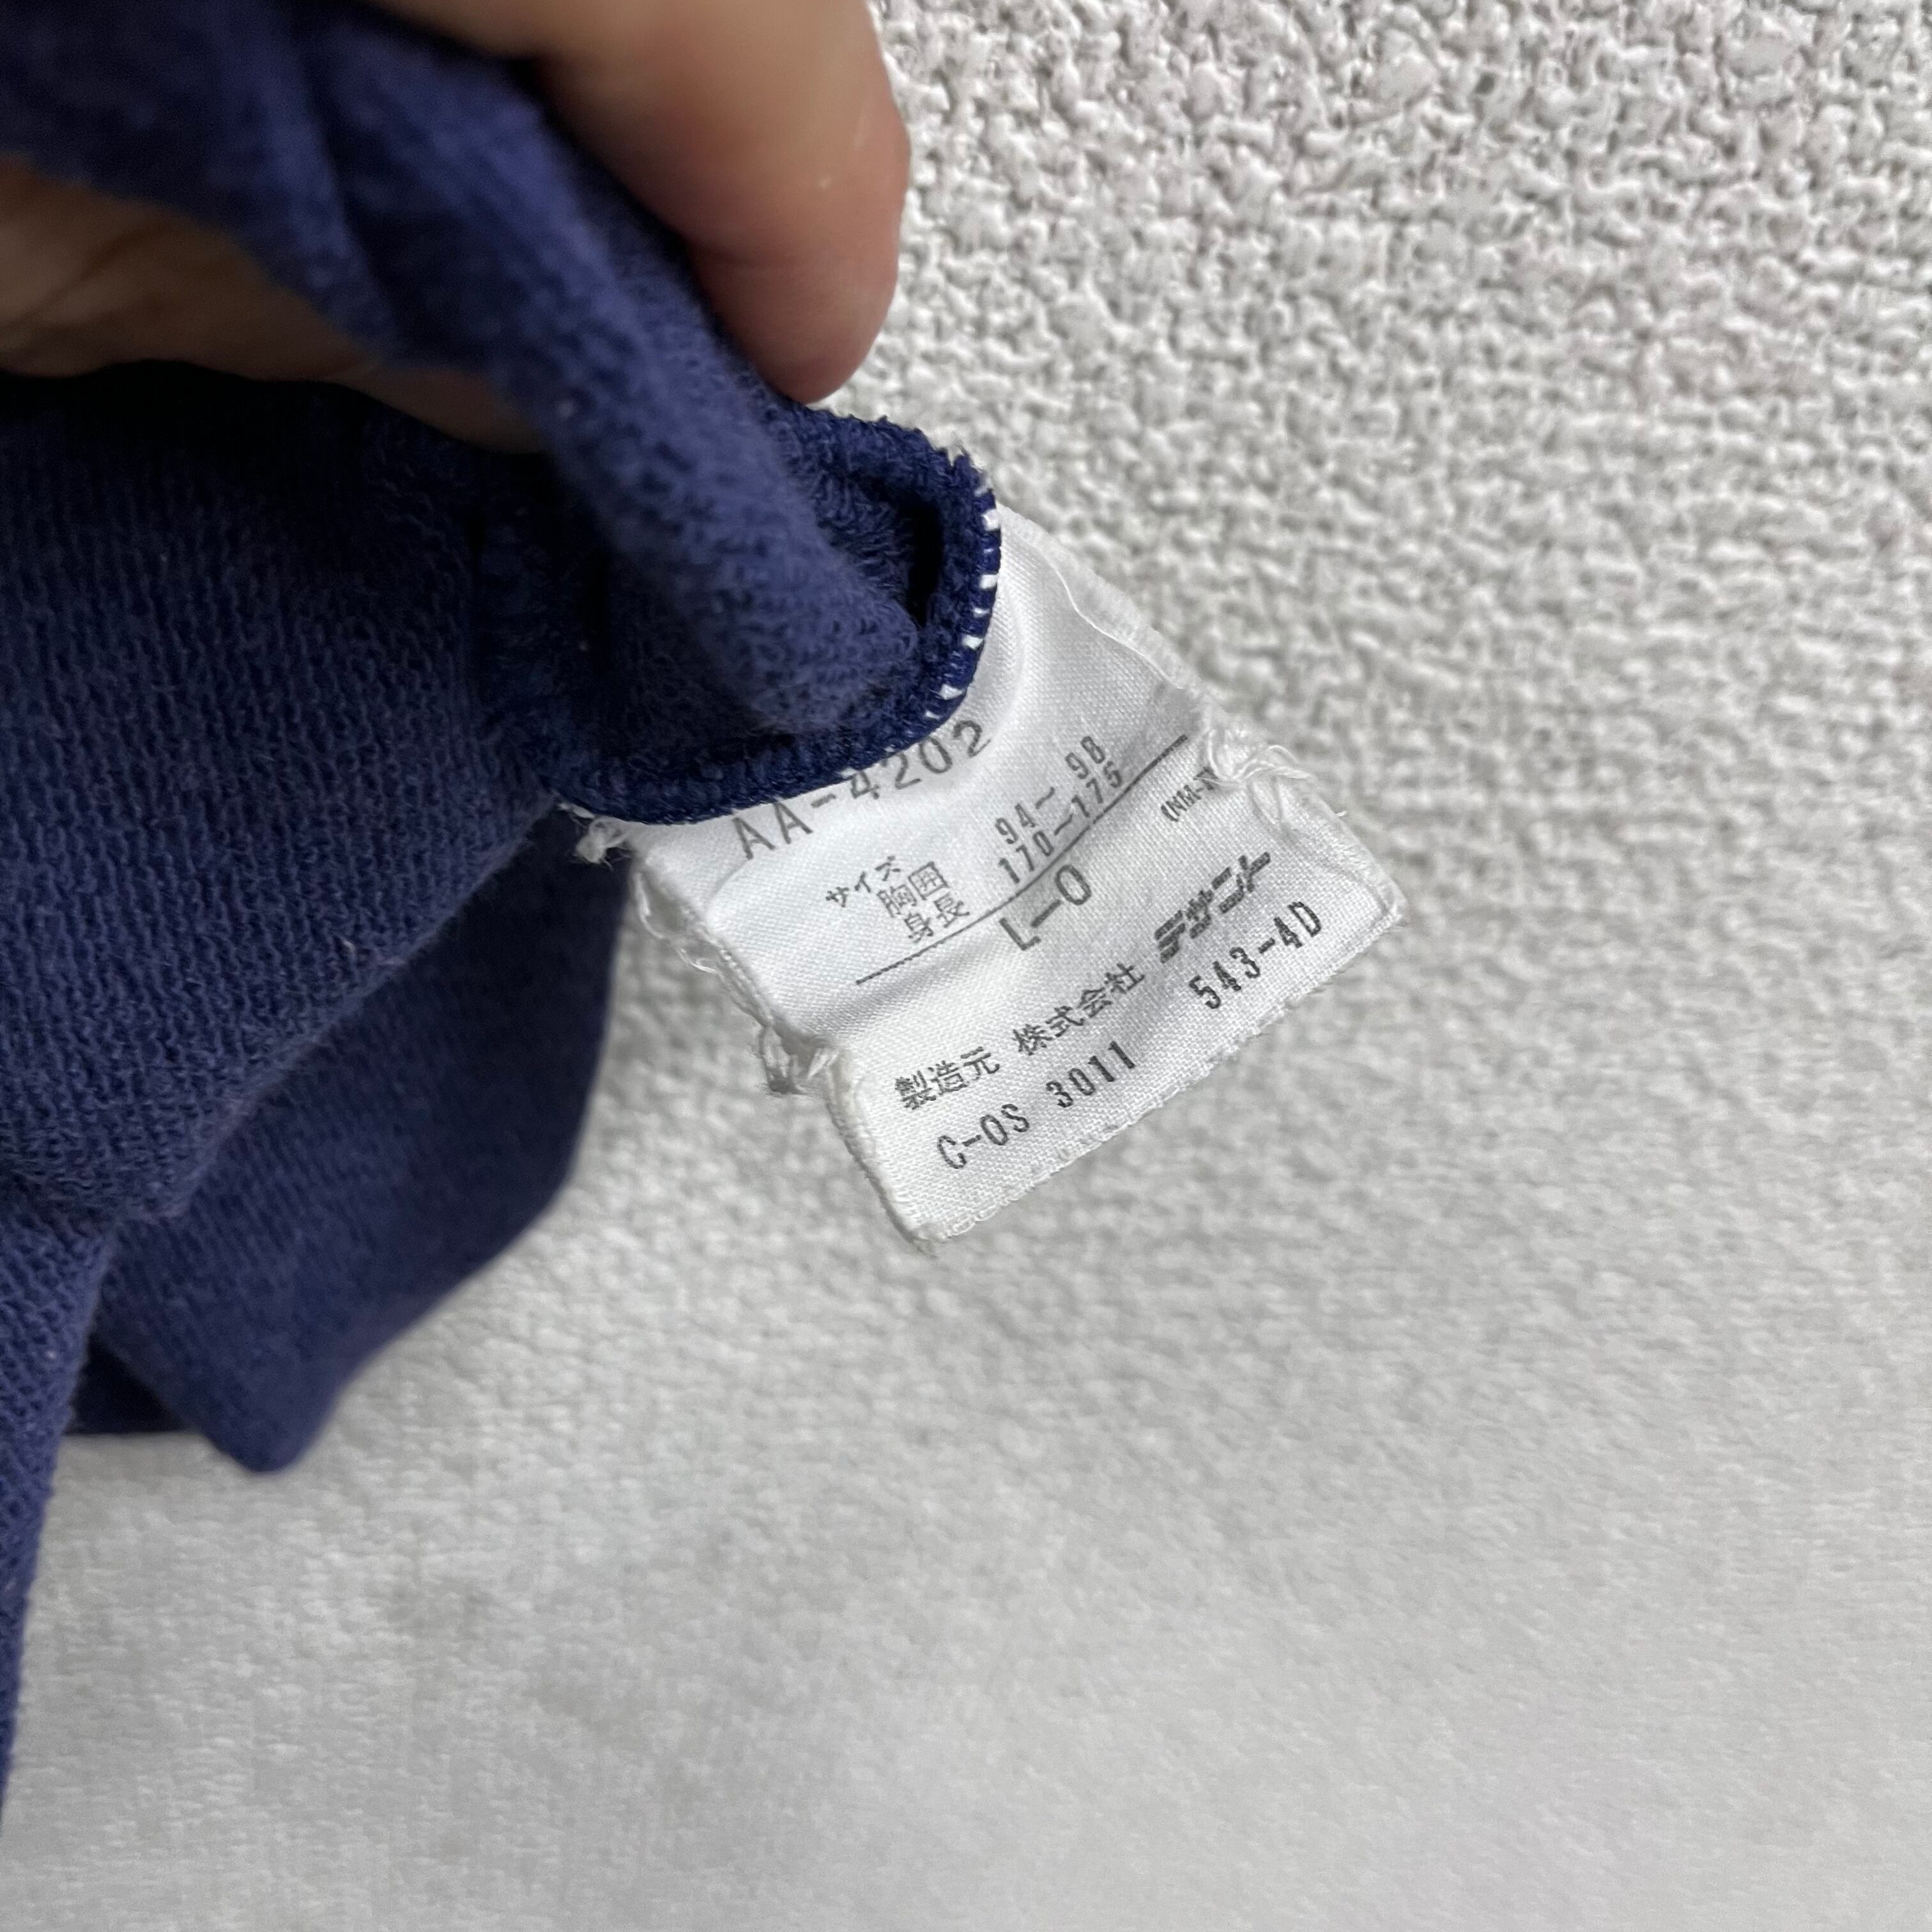 AA-4202
サイズ
胸囲 94~ 98
身長 170~175
L-O
製造元 株式会社 デサント
C-OS 3011 543-4D